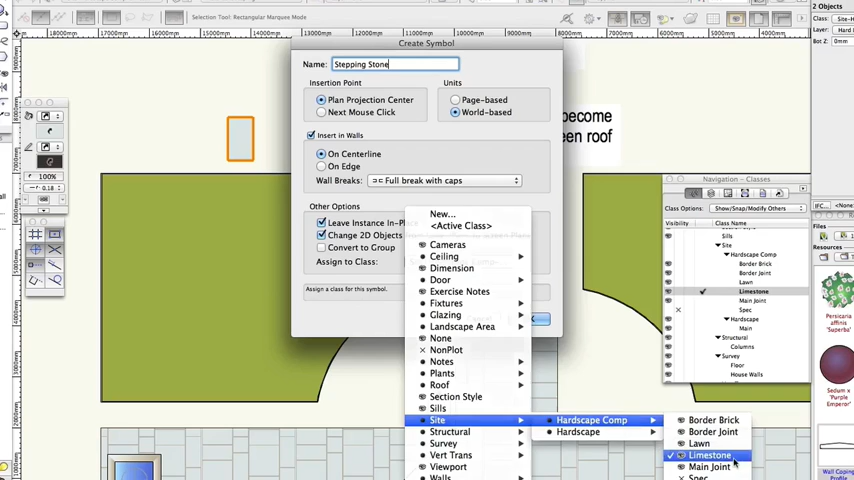 Selection Tool: Rectangular Marquee Mode
2 Objects
Class:
18000mm
17000mm
16000mm
15000mm
14000mm
9000mm
8000mm
7000mm
6000mm
5000mm
Create Symbol
Name: Stepping Stone
Insertion Point
Units
Plan Projection Center
Page-based
Next Mouse Click
World-based
Insert in Walls
On Centerline
On Edge
Wall Breaks: Full break with caps
Other Options
Leave Instance In-Place
Change 2D Objects
Convert to Group
Assign to Class:
Assign a class for this symbol.
become
een roof
100%
0.18
New...
<Active Class>
Cameras
Ceiling
Dimension
Door
Exercise Notes
Fixtures
Glazing
Landscape Area
None
NonPlot
Notes
Plants
Roof
Section Style
Sills
Site
Structural
Survey
Vert Trans
Viewport
Walls
Hardscape Comp
Hardscape
Border Brick
Border Joint
Lawn
Limestone
Main Joint
Spec
Navigation – Classes
Class Options: Show/Snap/Modify Others
Visibility Class Name
Sills
Site
Hardscape Comp
Border Brick
Border Joint
Lawn
Limestone
Main Joint
Spec
Hardscape
Main
Structural
Columns
Survey
Floor
House Walls
Bot Z: 0mm
IFC...
<None>
Resources
Files
Persicaria
affinis
'Superba'
Sedum x
'Purple
Emperor'
Wall Coping
Profile